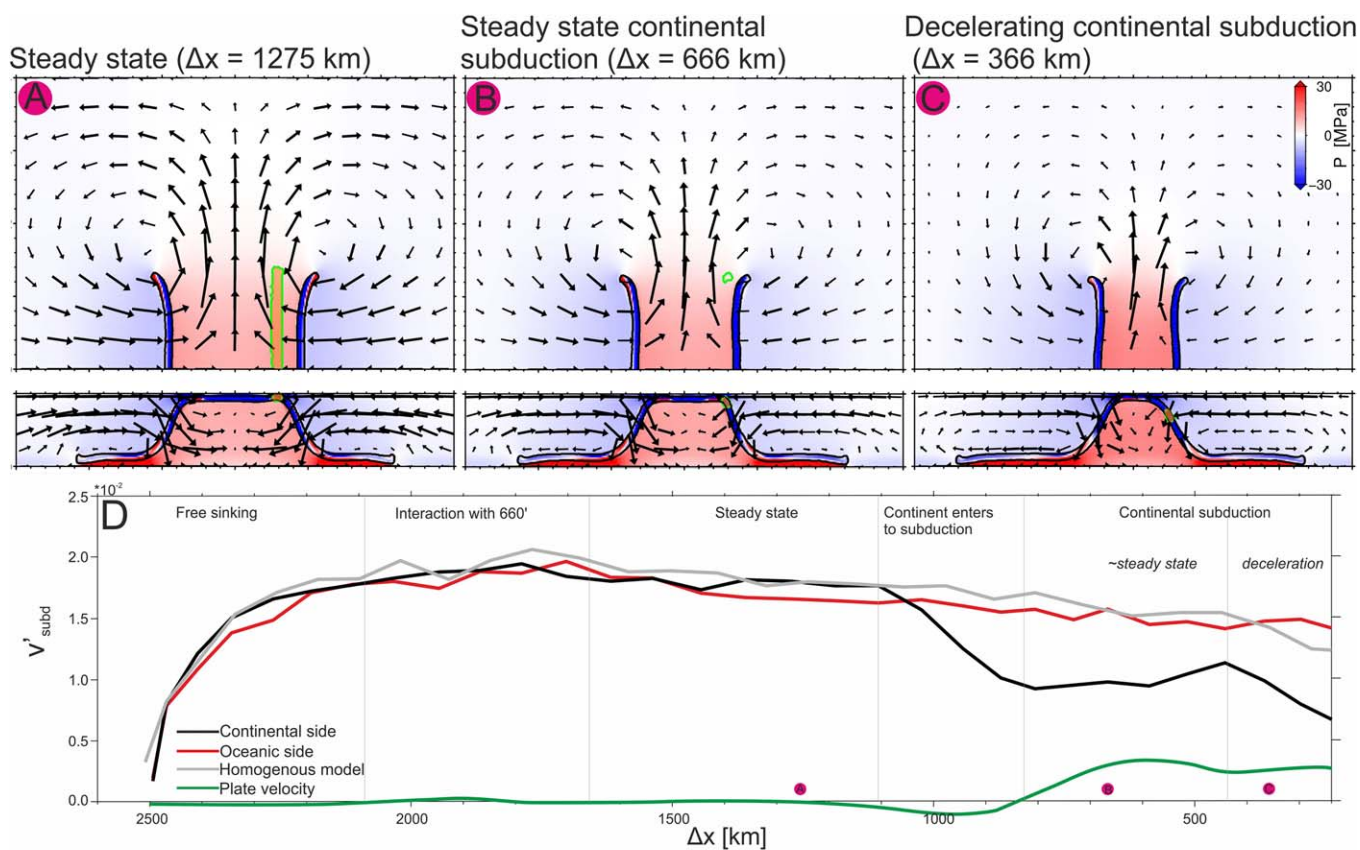 Steady state (Δx = 1275 km)
Steady state continental
subduction (Δx = 666 km)
Decelerating continental subduction
(Δx = 366 km)
A
B
C
30
0
-30
P [MPa]
*10⁻²
D
2.5
2.0
1.5
1.0
0.5
0.0
v'subd
Free sinking
Interaction with 660'
Steady state
Continent enters
to subduction
Continental subduction
~steady state
deceleration
Continental side
Oceanic side
Homogenous model
Plate velocity
A
B
C
2500
2000
1500
1000
500
Δx [km]